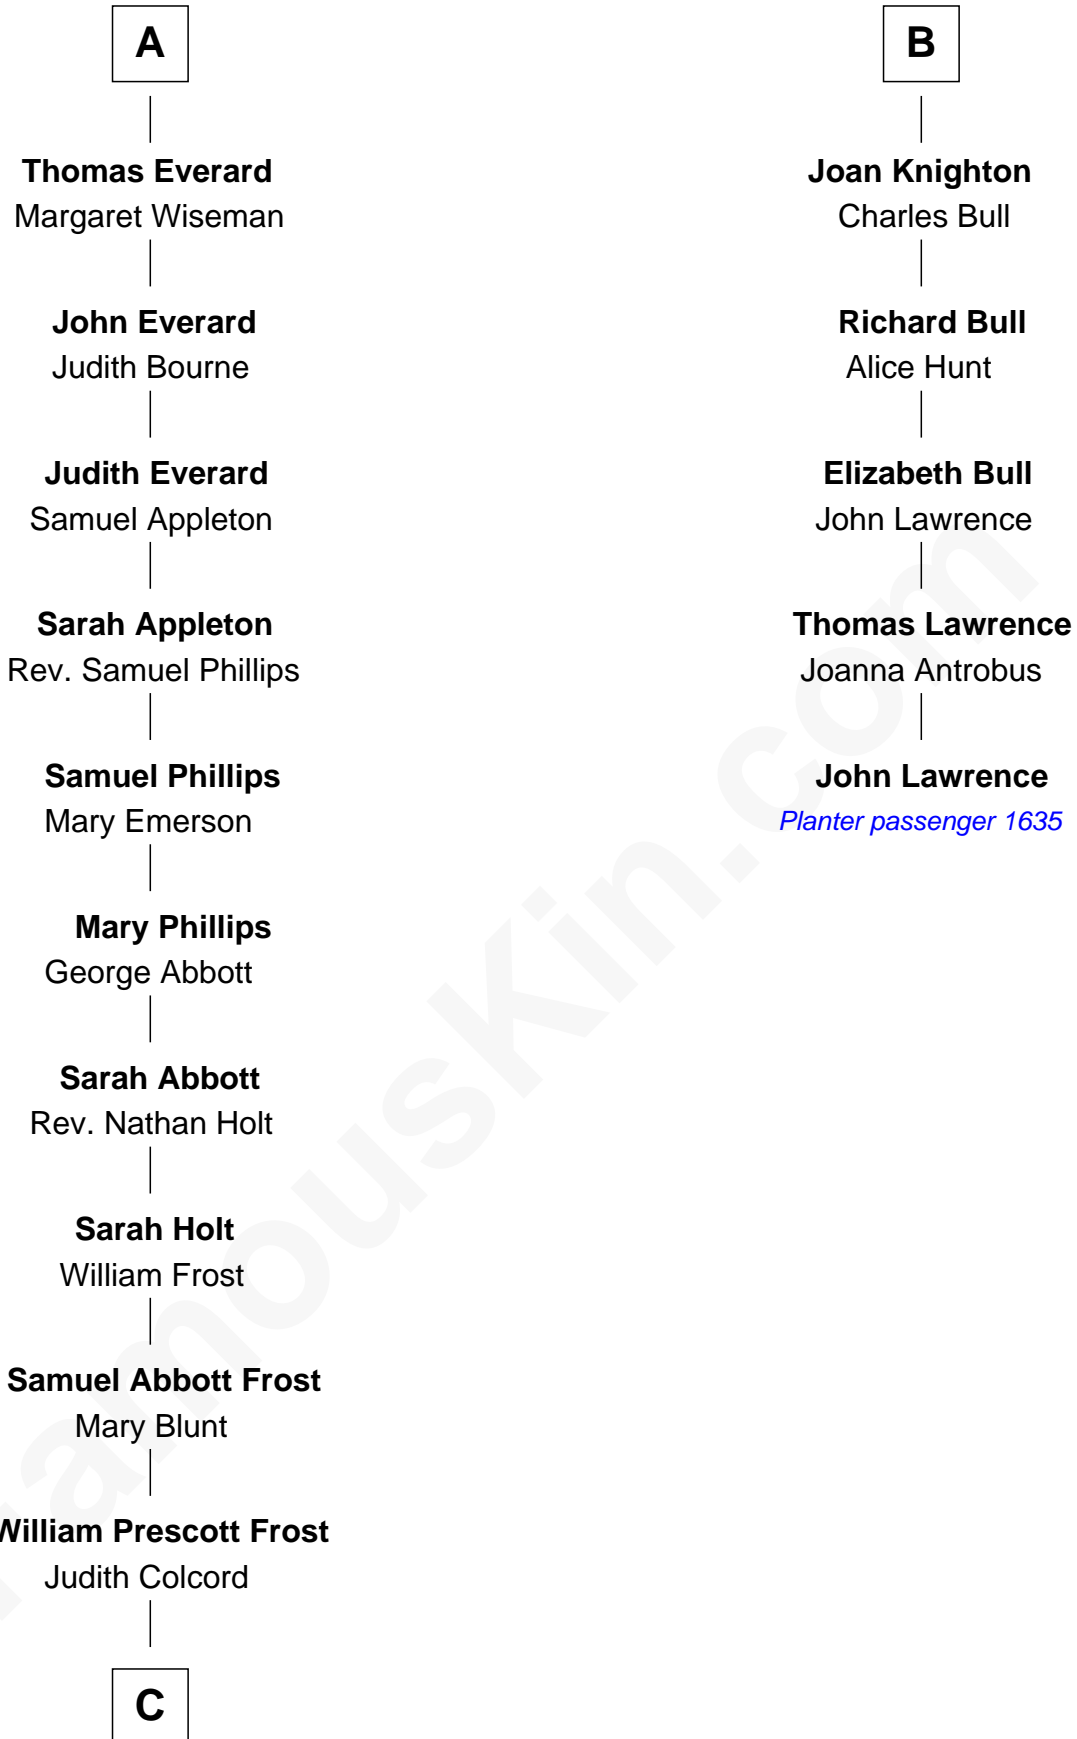 A
Thomas Everard
Margaret Wiseman
John Everard
Judith Bourne
Judith Everard
Samuel Appleton
Sarah Appleton
Rev. Samuel Phillips
Samuel Phillips
Mary Emerson
Mary Phillips
George Abbott
Sarah Abbott
Rev. Nathan Holt
Sarah Holt
William Frost
Samuel Abbott Frost
Mary Blunt
William Prescott Frost
Judith Colcord
C
B
Joan Knighton
Charles Bull
Richard Bull
Alice Hunt
Elizabeth Bull
John Lawrence
Thomas Lawrence
Joanna Antrobus
John Lawrence
Planter passenger 1635
FamousKin.com